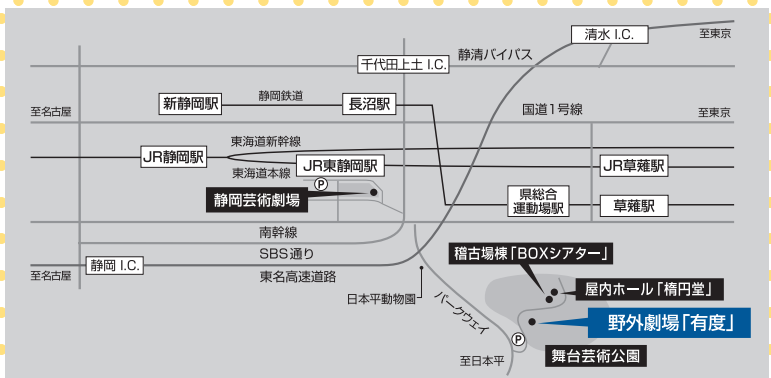 清水 I.C.
至東京
静清バイパス
千代田上土 I.C.
新静岡駅
静岡鉄道
長沼駅
国道1号線
至名古屋
至東京
東海道新幹線
JR静岡駅
JR東静岡駅
JR草薙駅
東海道本線
P
静岡芸術劇場
県総合
運動場駅
草薙駅
南幹線
SBS通り
稽古場棟「BOXシアター」
静岡 I.C.
至名古屋
東名高速道路
屋内ホール「楕円堂」
日本平動物園
パークウェイ
野外劇場「有度」
P
舞台芸術公園
至日本平